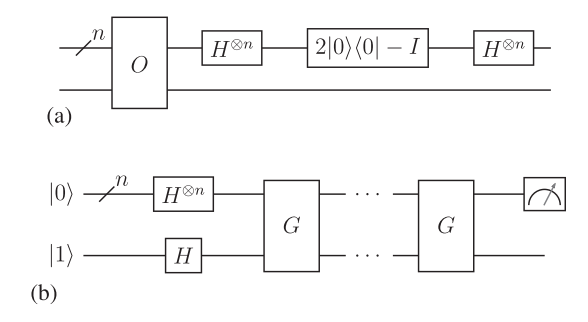 n
O
H^{⊗n}
2|0⟩⟨0| − I
H^{⊗n}
(a)
|0⟩ n H^{⊗n} G ··· G
|1⟩ H ···
(b)